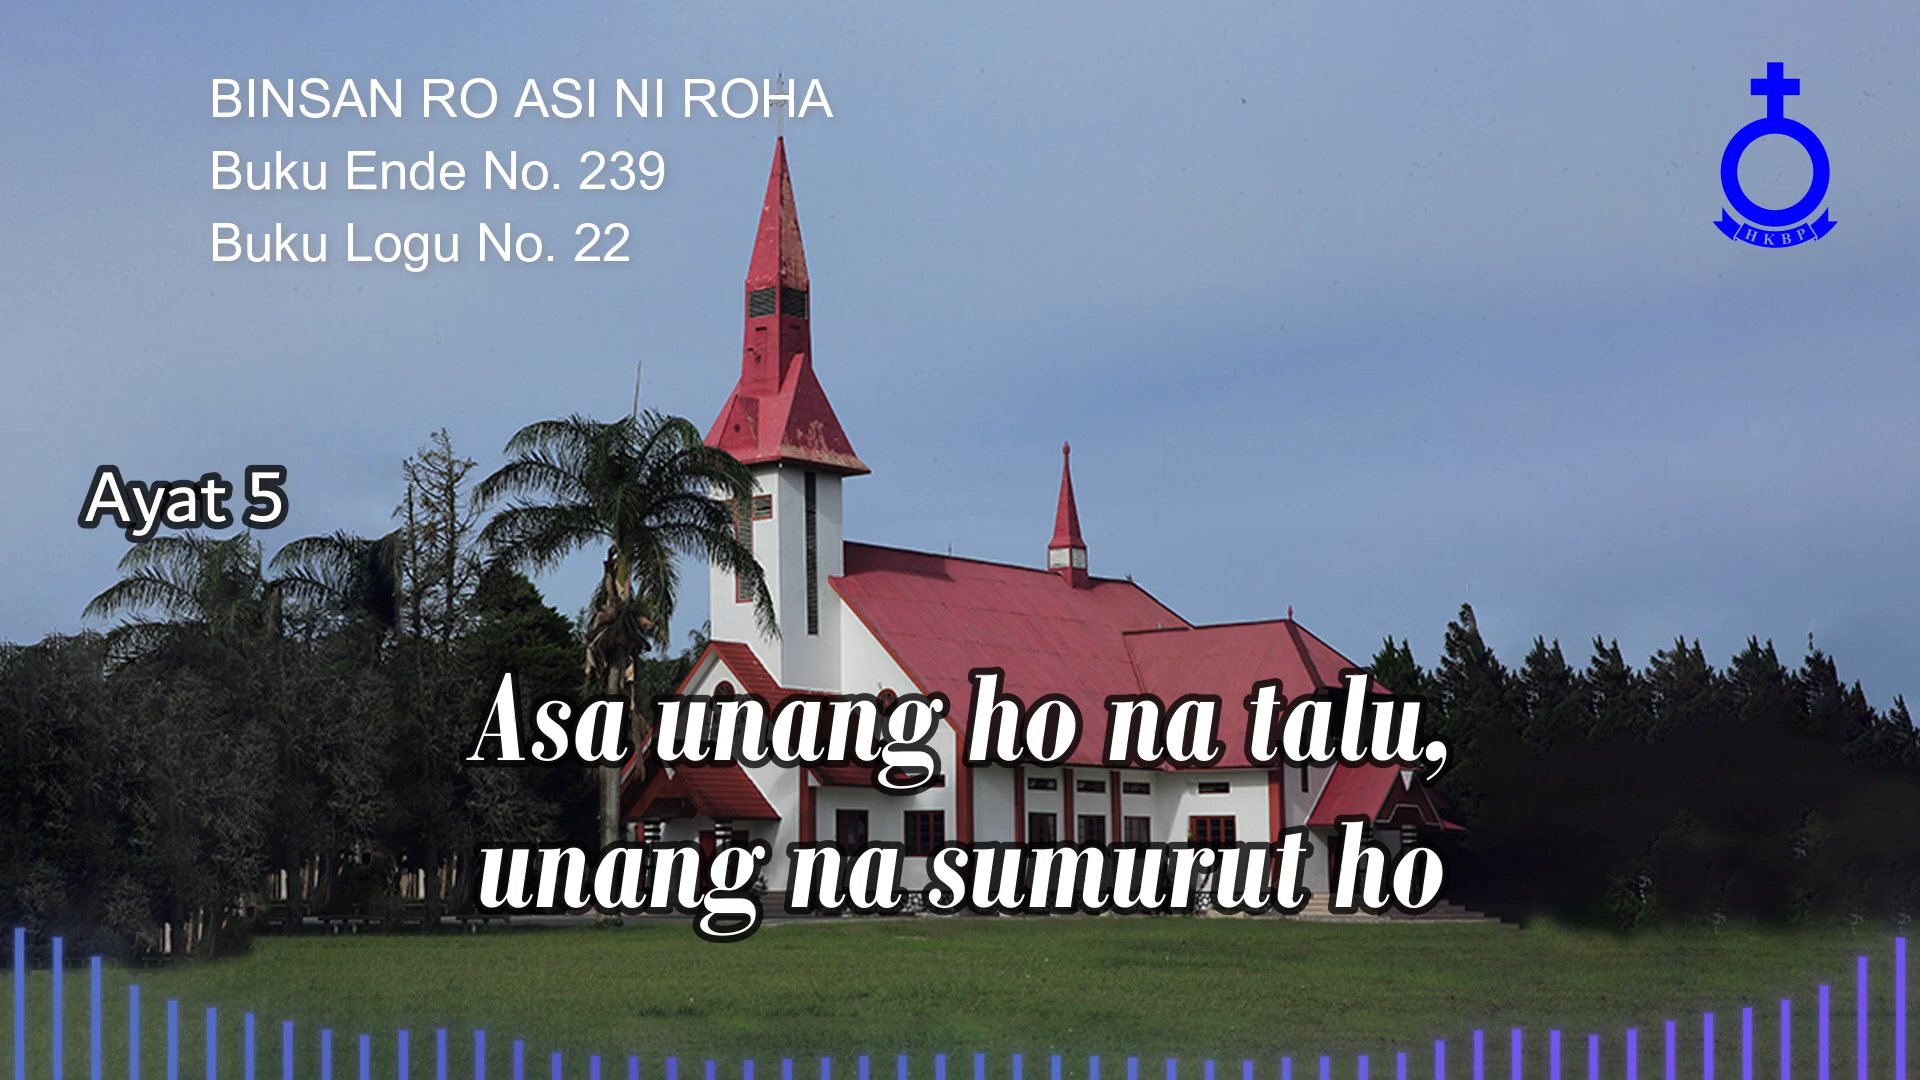 BINSAN RO ASI NI ROHA
Buku Ende No. 239
Buku Logu No. 22
HKBP
Ayat 5
Asa unang ho na talu,
unang na sumurut ho